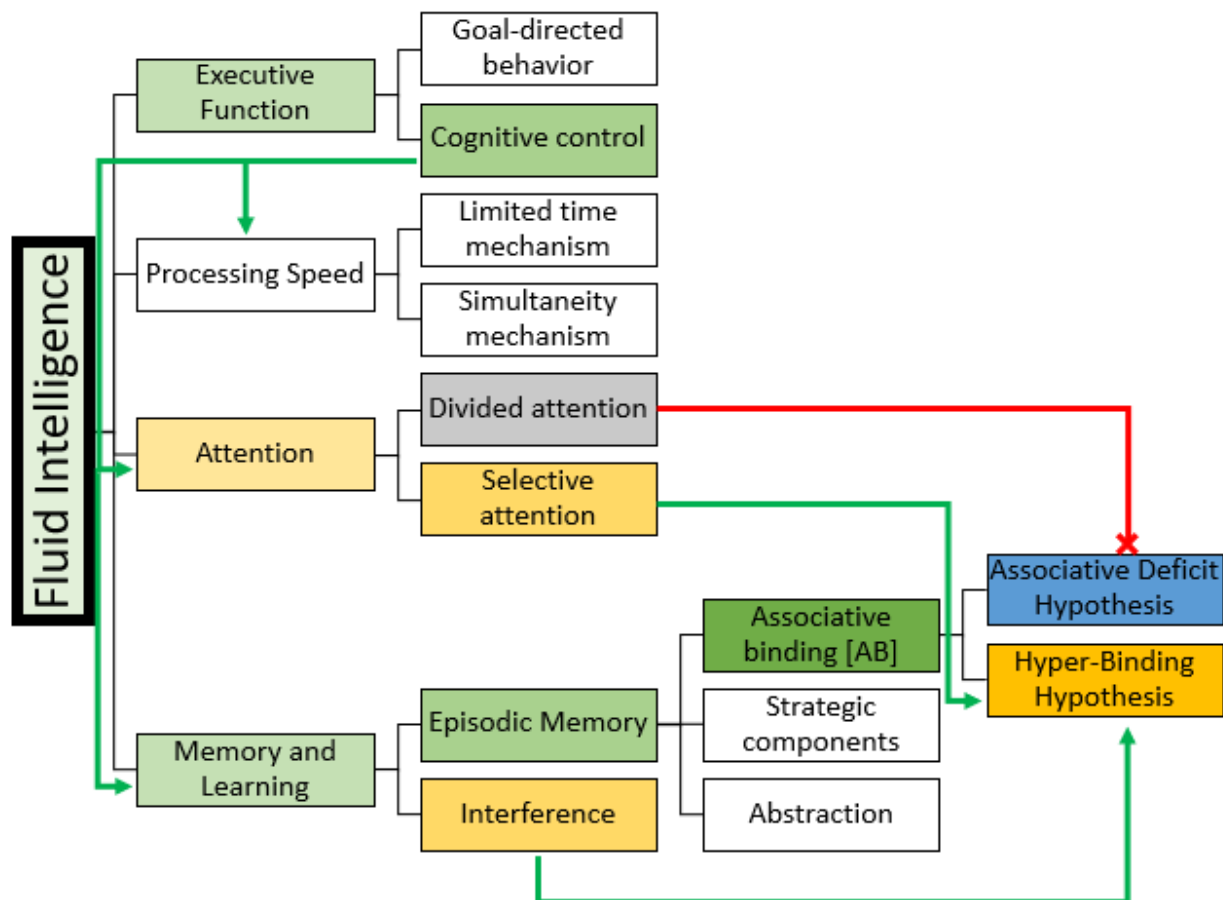 Fluid Intelligence
Executive
Function
Goal-directed
behavior
Cognitive control
Processing Speed
Limited time
mechanism
Simultaneity
mechanism
Attention
Divided attention
Selective
attention
Memory and
Learning
Episodic Memory
Interference
Associative
binding [AB]
Strategic
components
Abstraction
Associative Deficit
Hypothesis
Hyper-Binding
Hypothesis